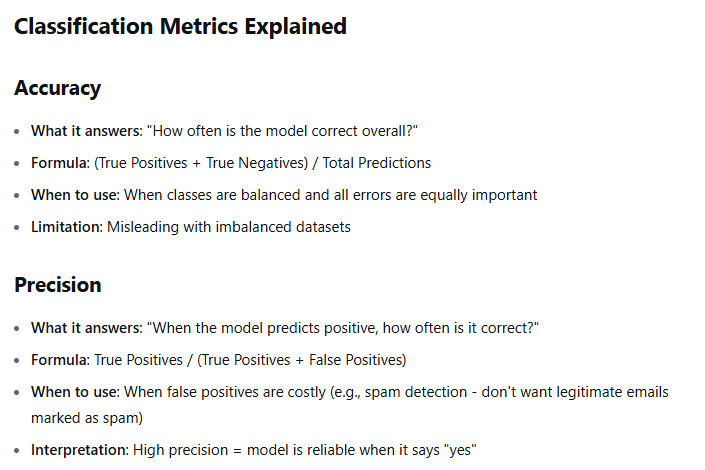 Classification Metrics Explained
Accuracy
• What it answers: "How often is the model correct overall?"
• Formula: (True Positives + True Negatives) / Total Predictions
• When to use: When classes are balanced and all errors are equally important
• Limitation: Misleading with imbalanced datasets
Precision
• What it answers: "When the model predicts positive, how often is it correct?"
• Formula: True Positives / (True Positives + False Positives)
• When to use: When false positives are costly (e.g., spam detection - don't want legitimate emails
marked as spam)
• Interpretation: High precision = model is reliable when it says "yes"